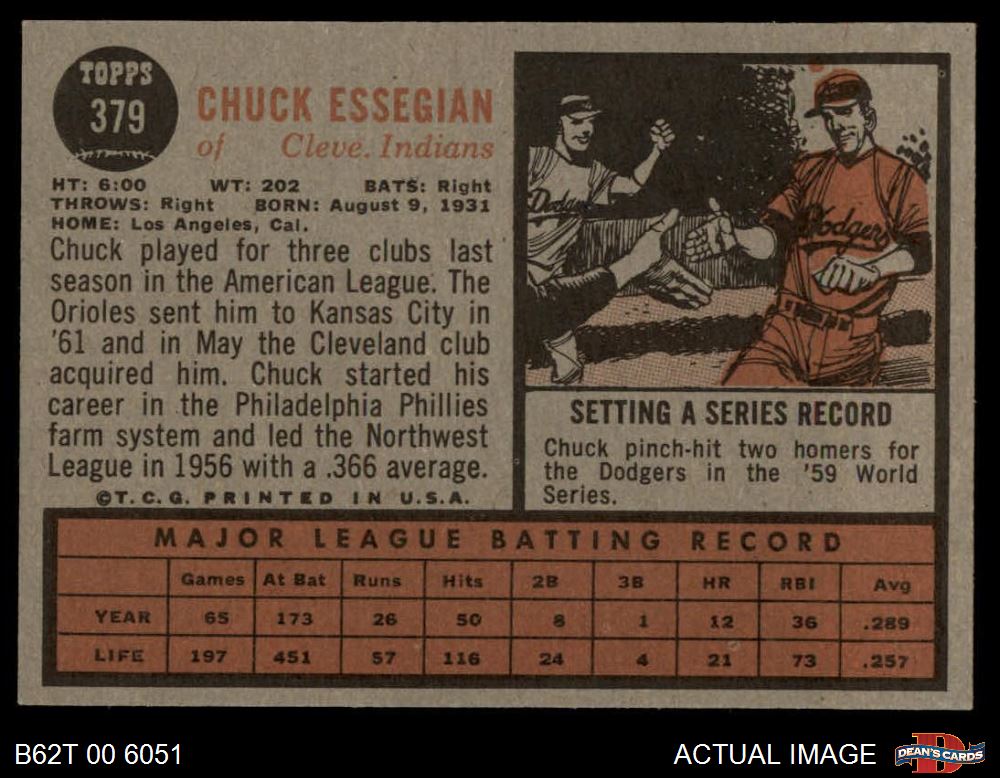 TOPPS
379
CHUCK ESSEGIAN
of Cleve. Indians
HT: 6:00 WT: 202 BATS: Right
THROWS: Right BORN: August 9, 1931
HOME: Los Angeles, Cal.
Chuck played for three clubs last
season in the American League. The
Orioles sent him to Kansas City in
'61 and in May the Cleveland club
acquired him. Chuck started his
career in the Philadelphia Phillies
farm system and led the Northwest
League in 1956 with a .366 average.
©T.C.G. PRINTED IN U.S.A.
Dodgers
SETTING A SERIES RECORD
Chuck pinch-hit two homers for
the Dodgers in the '59 World
Series.
MAJOR LEAGUE BATTING RECORD
Games At Bat Runs Hits 2B 3B HR RBI Avg
YEAR 65 173 26 50 8 1 12 36 .289
LIFE 197 451 57 116 24 4 21 73 .257
B62T 00 6051
ACTUAL IMAGE
DEAN'S CARDS